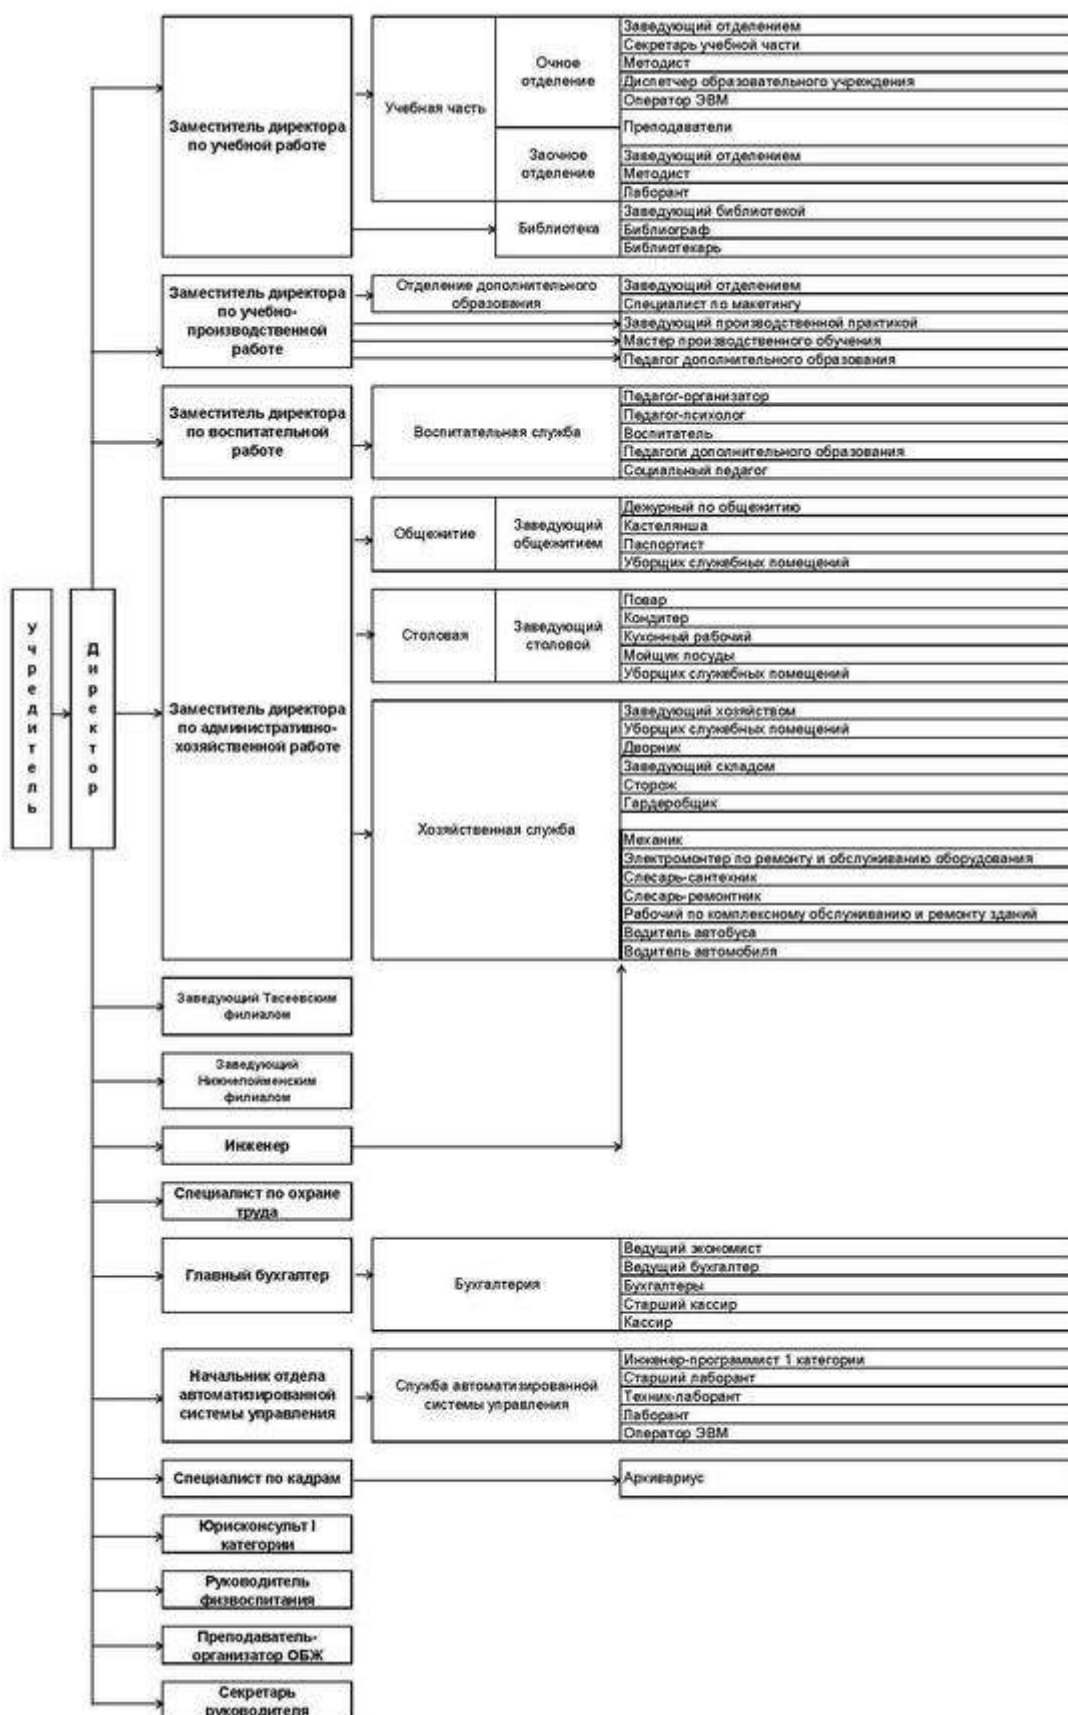 Учредитель
Директор
Заместитель директора
по учебной работе
Учебная часть
Очное
отделение
Заведующий отделением
Секретарь учебной части
Методист
Диспетчер образовательного учреждения
Оператор ЭВМ
Преподаватели
Заочное
отделение
Заведующий отделением
Методист
Лаборант
Библиотека
Заведующий библиотекой
Библиограф
Библиотекарь
Заместитель директора
по учебно-
производственной
работе
Отделение дополнительного
образования
Заведующий отделением
Специалист по макетингу
Заведующий производственной практикой
Мастер производственного обучения
Педагог дополнительного образования
Заместитель директора
по воспитательной
работе
Воспитательная служба
Педагог-организатор
Педагог-психолог
Воспитатель
Педагоги дополнительного образования
Социальный педагог
Заместитель директора
по административно-
хозяйственной работе
Общежитие
Заведующий
общежитием
Дежурный по общежитию
Кастелянша
Паспортист
Уборщик служебных помещений
Столовая
Заведующий
столовой
Повар
Кондитер
Кухонный рабочий
Мойщик посуды
Уборщик служебных помещений
Хозяйственная служба
Заведующий хозяйством
Уборщик служебных помещений
Дворник
Заведующий складом
Сторож
Гардеробщик
Механик
Электромонтер по ремонту и обслуживанию оборудования
Слесарь-сантехник
Слесарь-ремонтник
Рабочий по комплексному обслуживанию и ремонту зданий
Водитель автобуса
Водитель автомобиля
Заведующий Тасеевским
филиалом
Заведующий
Нижнепойменским
филиалом
Инженер
Специалист по охране
труда
Главный бухгалтер
Бухгалтерия
Ведущий экономист
Ведущий бухгалтер
Бухгалтеры
Старший кассир
Кассир
Начальник отдела
автоматизированной
системы управления
Служба автоматизированной
системы управления
Инженер-программист 1 категории
Старший лаборант
Техник-лаборант
Лаборант
Оператор ЭВМ
Специалист по кадрам
Архивариус
Юрисконсульт I
категории
Руководитель
физвоспитания
Преподаватель-
организатор ОБЖ
Секретарь
руководителя